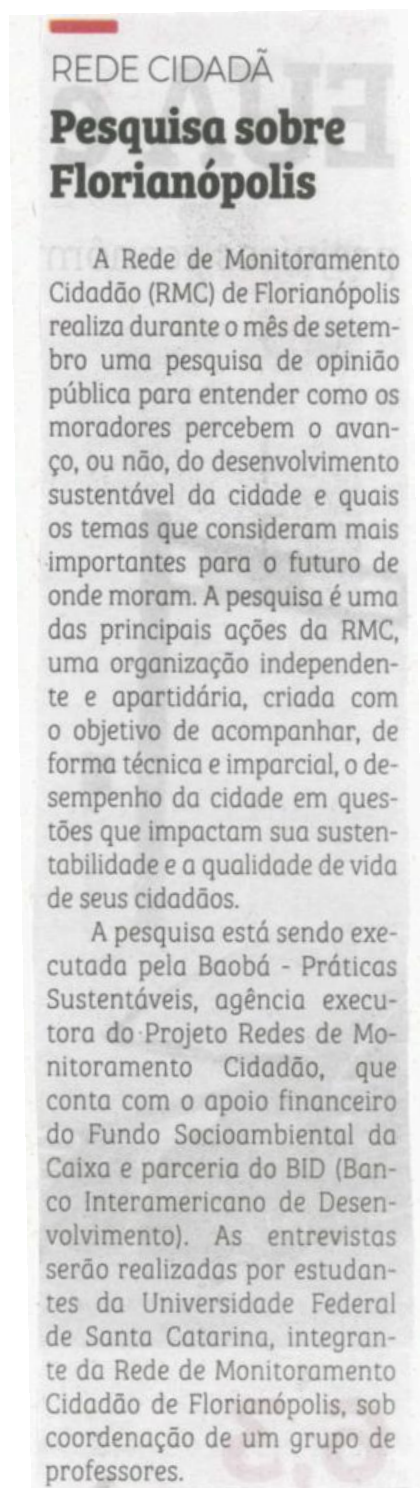 REDE CIDADÃ
Pesquisa sobre
Florianópolis
A Rede de Monitoramento
Cidadão (RMC) de Florianópolis
realiza durante o mês de setem-
bro uma pesquisa de opinião
pública para entender como os
moradores percebem o avan-
ço, ou não, do desenvolvimento
sustentável da cidade e quais
os temas que consideram mais
importantes para o futuro de
onde moram. A pesquisa é uma
das principais ações da RMC,
uma organização independen-
te e apartidária, criada com
o objetivo de acompanhar, de
forma técnica e imparcial, o de-
sempenho da cidade em ques-
tões que impactam sua susten-
tabilidade e a qualidade de vida
de seus cidadãos.
A pesquisa está sendo exe-
cutada pela Baobá - Práticas
Sustentáveis, agência execu-
tora do Projeto Redes de Mo-
nitoramento Cidadão, que
conta com o apoio financeiro
do Fundo Socioambiental da
Caixa e parceria do BID (Ban-
co Interamericano de Desen-
volvimento). As entrevistas
serão realizadas por estudan-
tes da Universidade Federal
de Santa Catarina, integran-
te da Rede de Monitoramento
Cidadão de Florianópolis, sob
coordenação de um grupo de
professores.